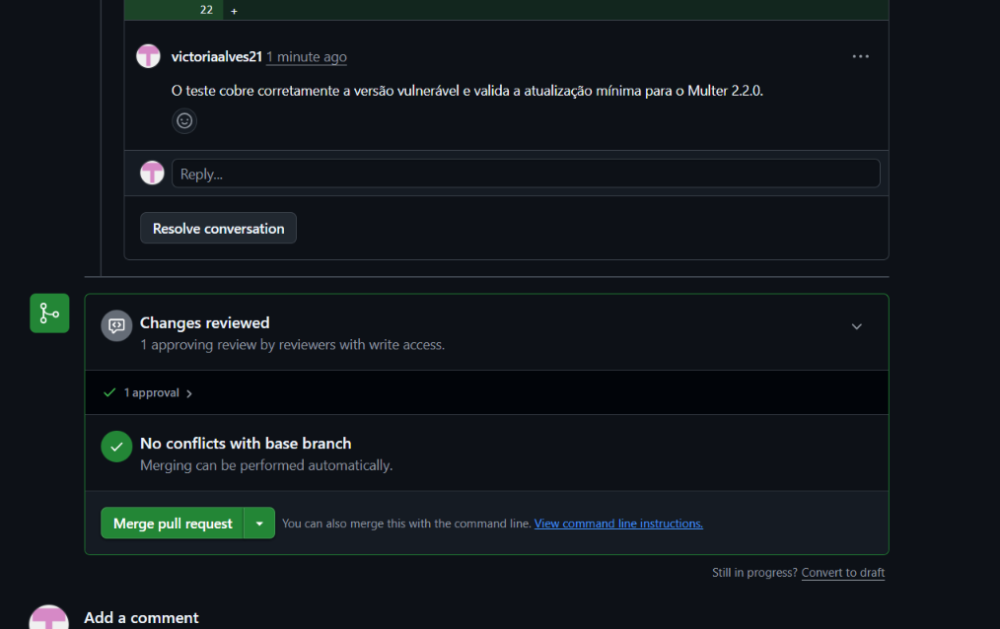 22 +
victoriaalves21 1 minute ago
O teste cobre corretamente a versão vulnerável e valida a atualização mínima para o Multer 2.2.0.
Reply...
Resolve conversation
Changes reviewed
1 approving review by reviewers with write access.
1 approval
No conflicts with base branch
Merging can be performed automatically.
Merge pull request You can also merge this with the command line. View command line instructions.
Still in progress? Convert to draft
Add a comment